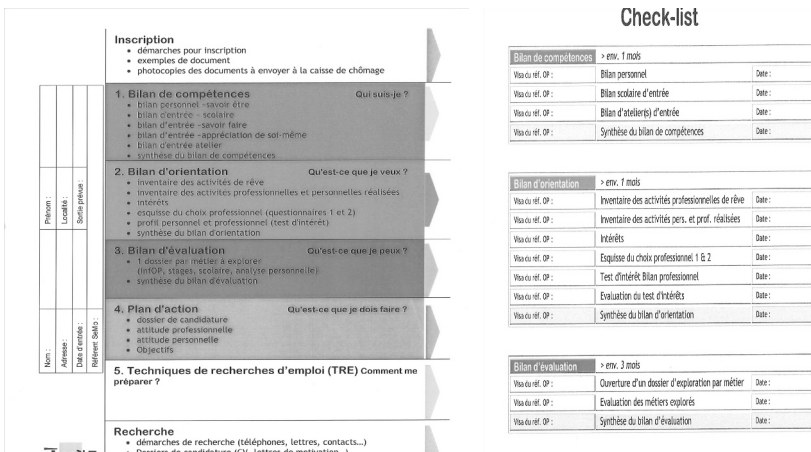 Inscription
• démarches pour inscription
• exemples de document
• photocopies des documents à envoyer à la caisse de chômage
1. Bilan de compétences Qui suis-je ?
• bilan personnel -savoir être
• bilan d'entrée - scolaire
• bilan d'entrée -savoir faire
• bilan d'entrée -appréciation de soi-même
• bilan d'entrée atelier
• synthèse du bilan de compétences
2. Bilan d'orientation Qu'est-ce que je veux ?
• inventaire des activités de rêve
• inventaire des activités professionnelles et personnelles réalisées
• intérêts
• esquisse du choix professionnel (questionnaires 1 et 2)
• profil personnel et professionnel (test d'intérêt)
• synthèse du bilan d'orientation
3. Bilan d'évaluation Qu'est-ce que je peux ?
• 1 dossier par métier à explorer
(InfOP, stages, scolaire, analyse personnelle)
• synthèse du bilan d'évaluation
4. Plan d'action Qu'est-ce que je dois faire ?
• dossier de candidature
• attitude professionnelle
• attitude personnelle
• Objectifs
5. Techniques de recherches d'emploi (TRE) Comment me
préparer ?
Recherche
• démarches de recherche (téléphones, lettres, contacts...)
• Dossiers de candidature (CV, lettres de motivation...)
Nom : Prénom :
Adresse : Localité :
Date d'entrée : Sortie prévue :
Référent SeMo :
Check-list
Bilan de compétences > env. 1 mois
Visa du réf. OP : Bilan personnel Date :
Visa du réf. OP : Bilan scolaire d'entrée Date :
Visa du réf. OP : Bilan d'atelier(s) d'entrée Date :
Visa du réf. OP : Synthèse du bilan de compétences Date :
Bilan d'orientation > env. 1 mois
Visa du réf. OP : Inventaire des activités professionnelles de rêve Date :
Visa du réf. OP : Inventaire des activités pers. et prof. réalisées Date :
Visa du réf. OP : Intérêts Date :
Visa du réf. OP : Esquisse du choix professionnel 1 & 2 Date :
Visa du réf. OP : Test d'intérêt Bilan professionnel Date :
Visa du réf. OP : Evaluation du test d'intérêts Date :
Visa du réf. OP : Synthèse du bilan d'orientation Date :
Bilan d'évaluation > env. 3 mois
Visa du réf. OP : Ouverture d'un dossier d'exploration par métier Date :
Visa du réf. OP : Evaluation des métiers explorés Date :
Visa du réf. OP : Synthèse du bilan d'évaluation Date :